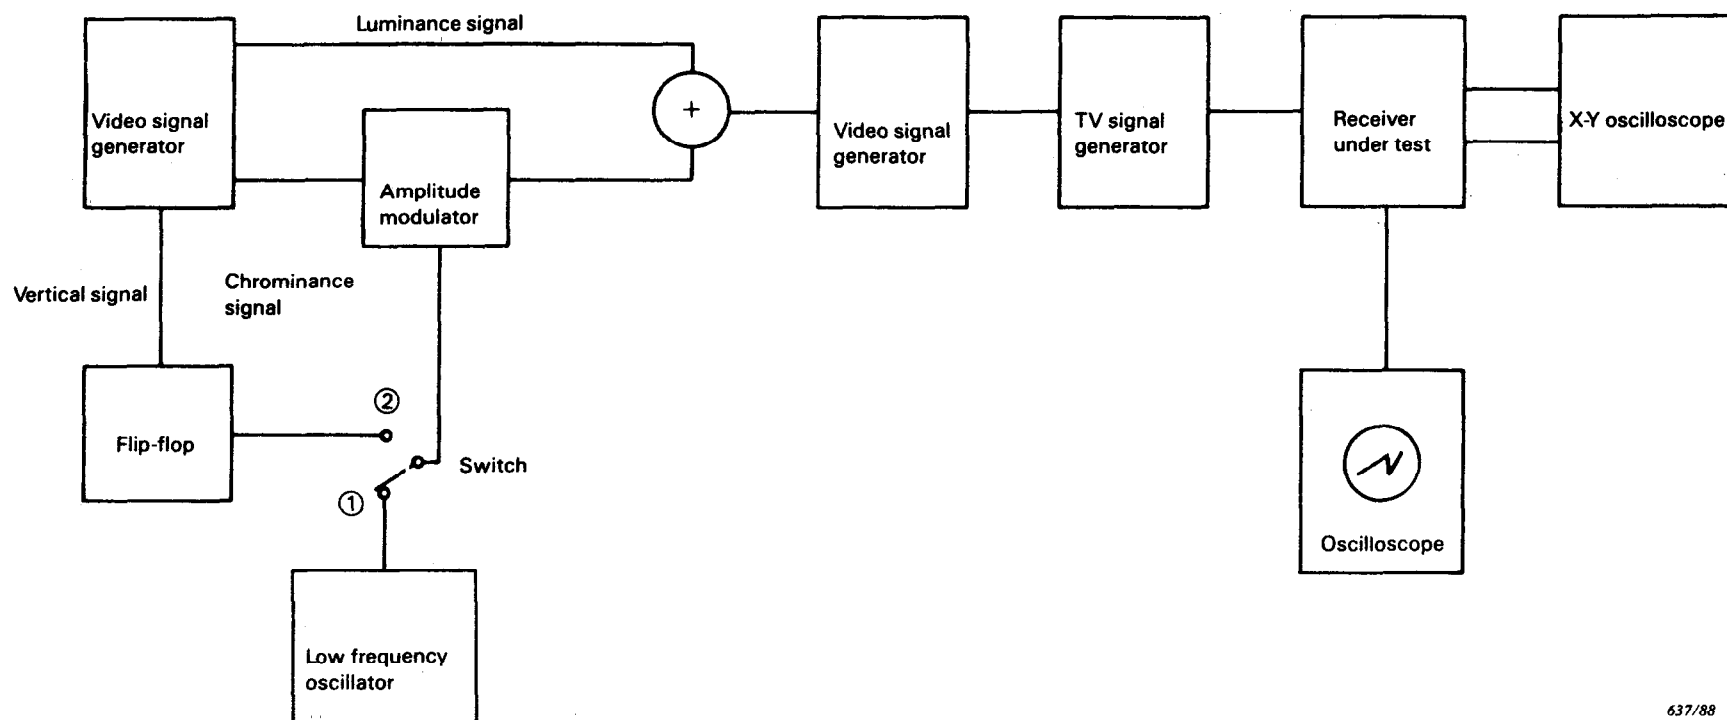 Luminance signal
Video signal
generator
Amplitude
modulator
+
Video signal
generator
TV signal
generator
Receiver
under test
X-Y oscilloscope
Vertical signal
Chrominance
signal
Flip-flop
②
Switch
①
Low frequency
oscillator
Oscilloscope
637/88